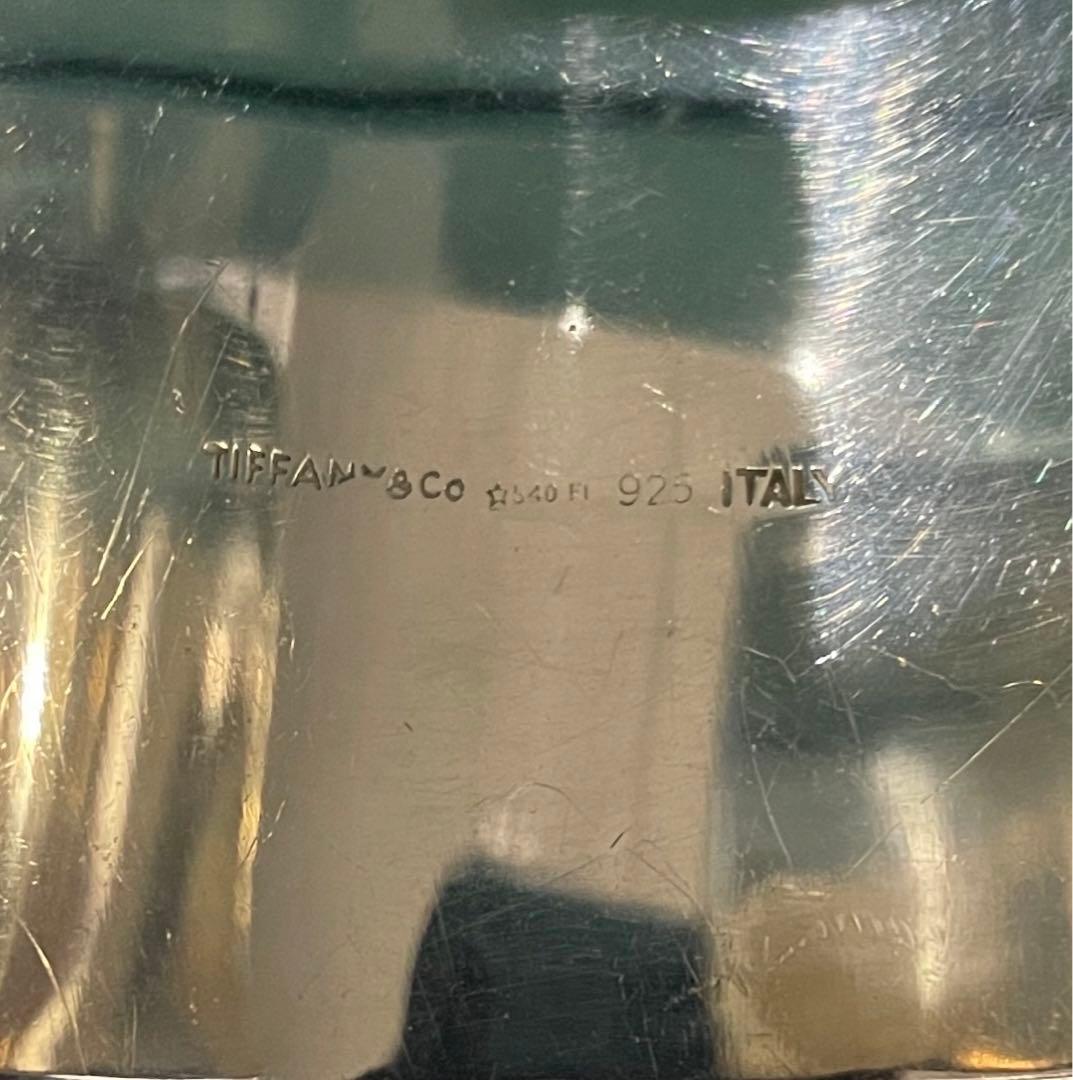 TIFFANY & Co ☆540 FI 925 ITALY